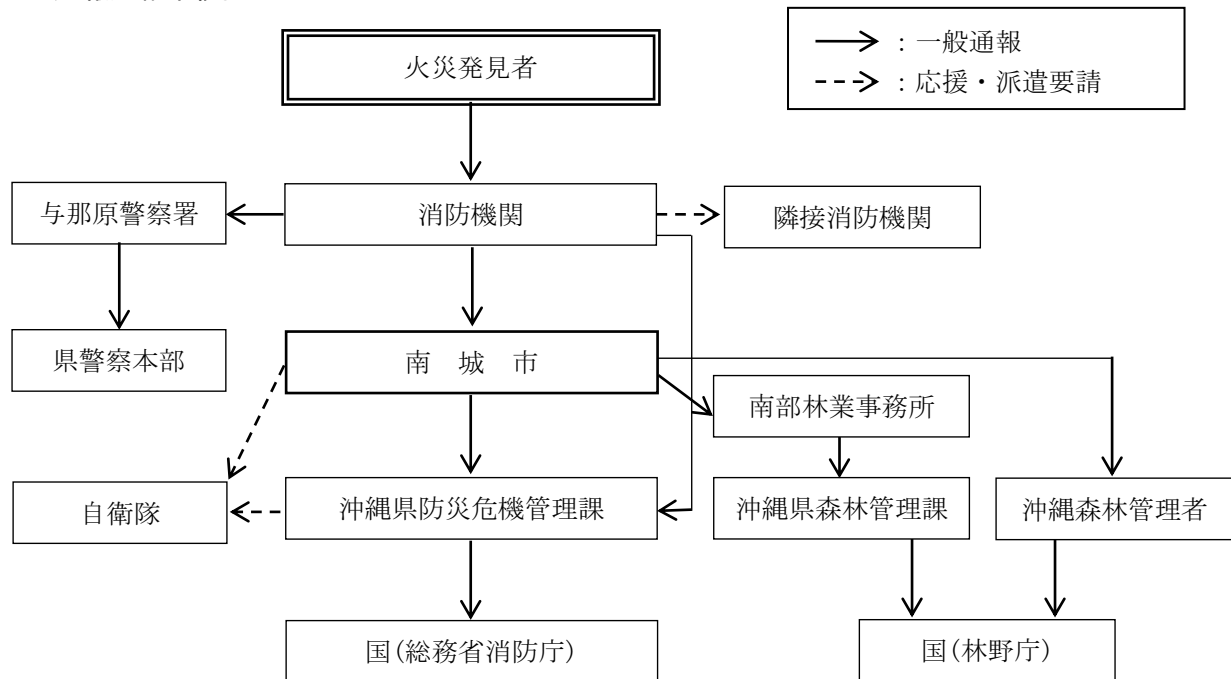 ：一般通報
：応援・派遣要請
火災発見者
与那原警察署
消防機関
隣接消防機関
県警察本部
南　城　市
南部林業事務所
自衛隊
沖縄県防災危機管理課
沖縄県森林管理課
沖縄森林管理者
国(総務省消防庁)
国(林野庁)